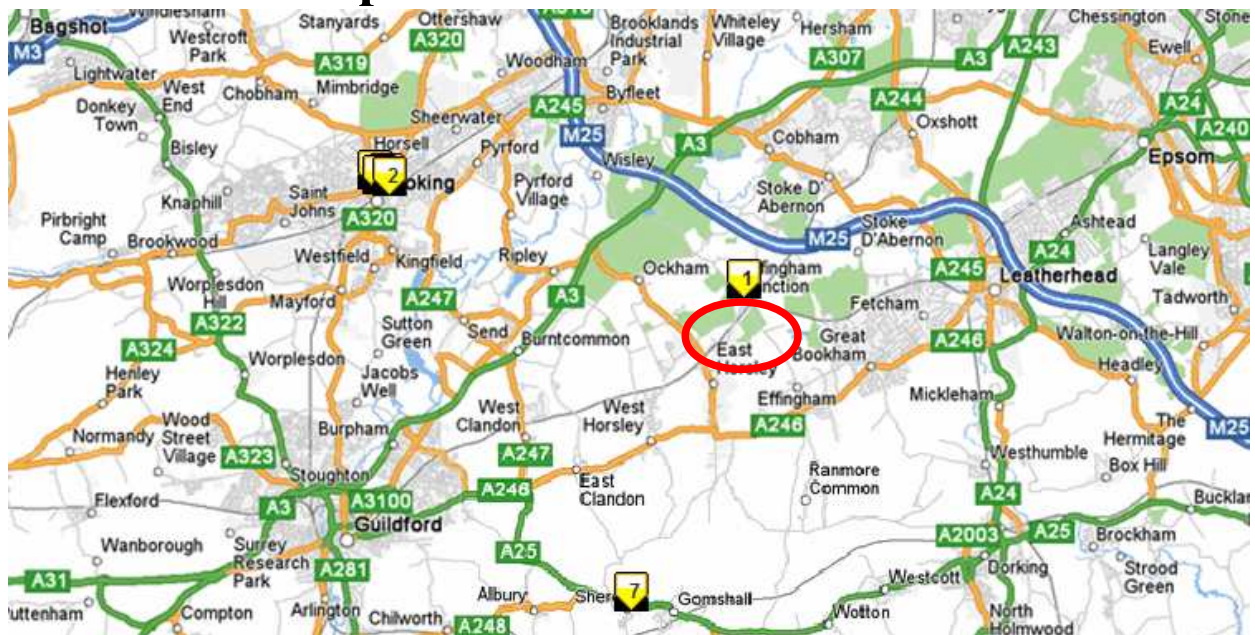 Windlesham
Stanyards
Ottershaw
Brooklands
Industrial
Park
Whiteley
Village
Hersham
Chessington
Bagshot
Westcroft
Park
A320
A3
A243
Ewell
M3
A319
A307
Lightwater
Woodham
West
End
Chobham
Mimbridge
A245
Byfleet
A244
A24
Donkey
Town
Sheerwater
Oxshott
A240
Bisley
Horsell
Pyrford
M25
A3
Cobham
Epsom
Wisley
2
Knaphill
Saint
Johns
Pyrford
Village
Stoke D'
Abernon
A320
Stoke
D'Abernon
Ashtead
Pirbright
Camp
Brookwood
Westfield
Kingfield
Ripley
M25
A24
Langley
Vale
Ockham
1
A245
Leatherhead
Worplesdon
Hill
Mayford
A247
A3
Fetcham
Tadworth
A322
Sutton
Green
Send
Burntcommon
East
Horsley
Great
Bookham
A246
Walton-on-the-Hill
A324
Worplesdon
Headley
Henley
Park
Jacobs
Well
Effingham
Mickleham
Wood
Street
Village
West
Clandon
West
Horsley
A246
The
Hermitage
M25
Normandy
Burpham
A323
A247
Westhumble
Box Hill
Stoughton
East
Clandon
Ranmore
Common
Flexford
A3
A3100
A246
A24
Guildford
Wanborough
Surrey
Research
Park
A25
A2003
A25
Brockham
A31
A281
7
Westcott
Dorking
Strood
Green
Compton
Arlington
Chilworth
Albury
Gomshall
Wotton
North
Holmwood
A248